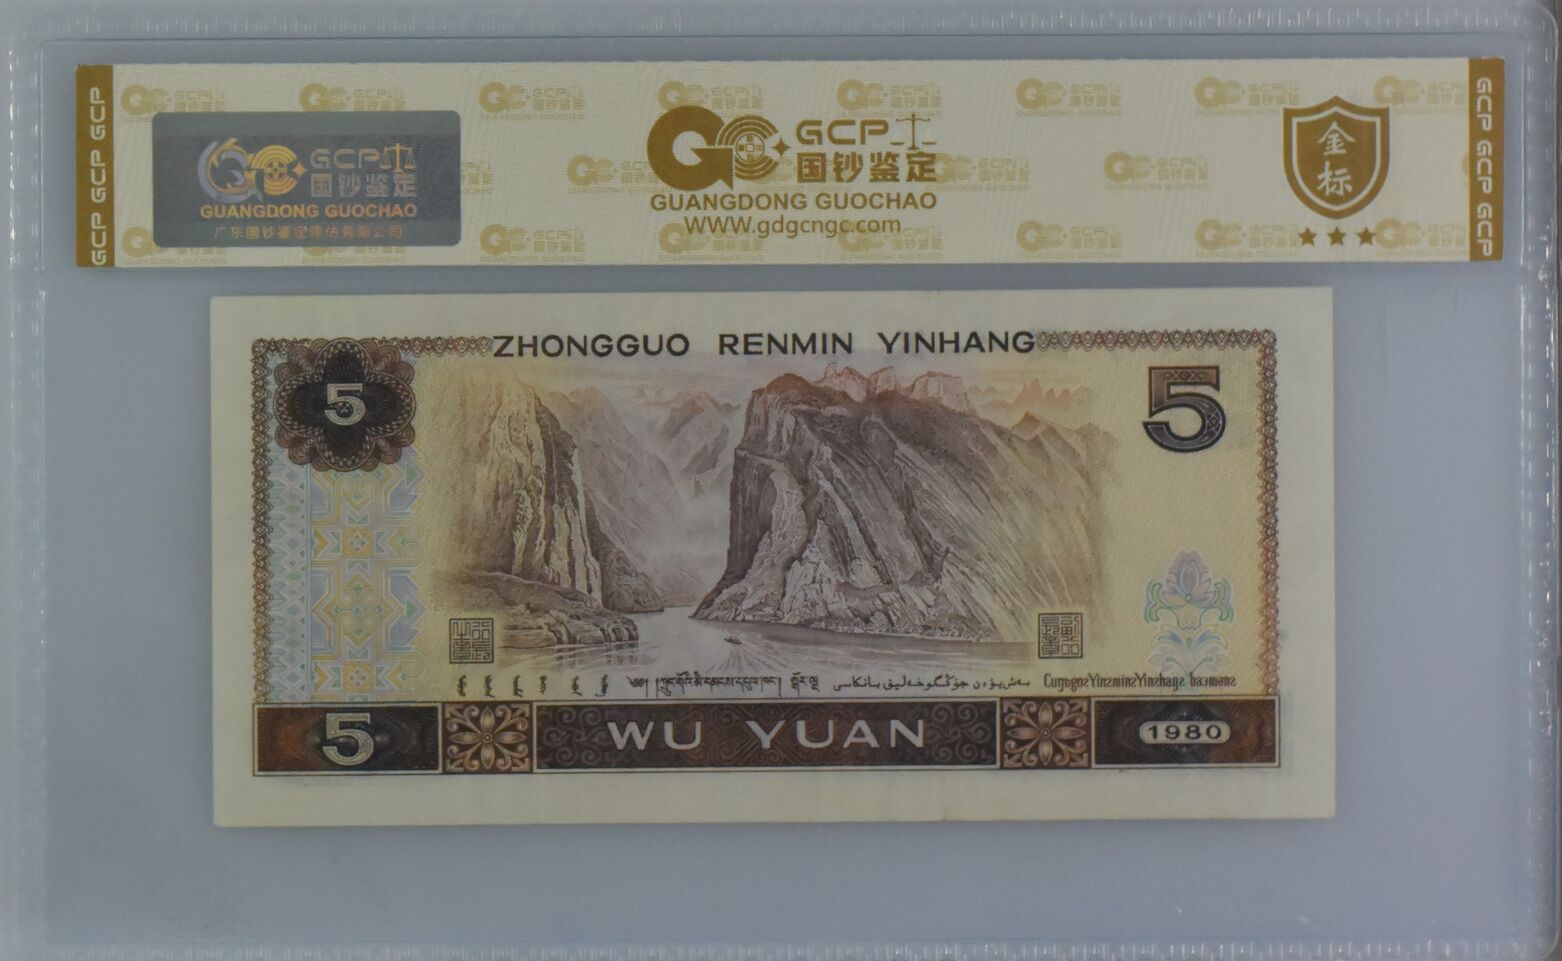 GCP GCP GCP
GCP
国钞鉴定
GUANGDONG GUOCHAO
广东国钞鉴定评估有限公司
GCP
国钞鉴定
GUANGDONG GUOCHAO
WWW.gdgcngc.com
金标
GCP GCP GCP
ZHONGGUO RENMIN YINHANG
5
5
5 WU YUAN 1980